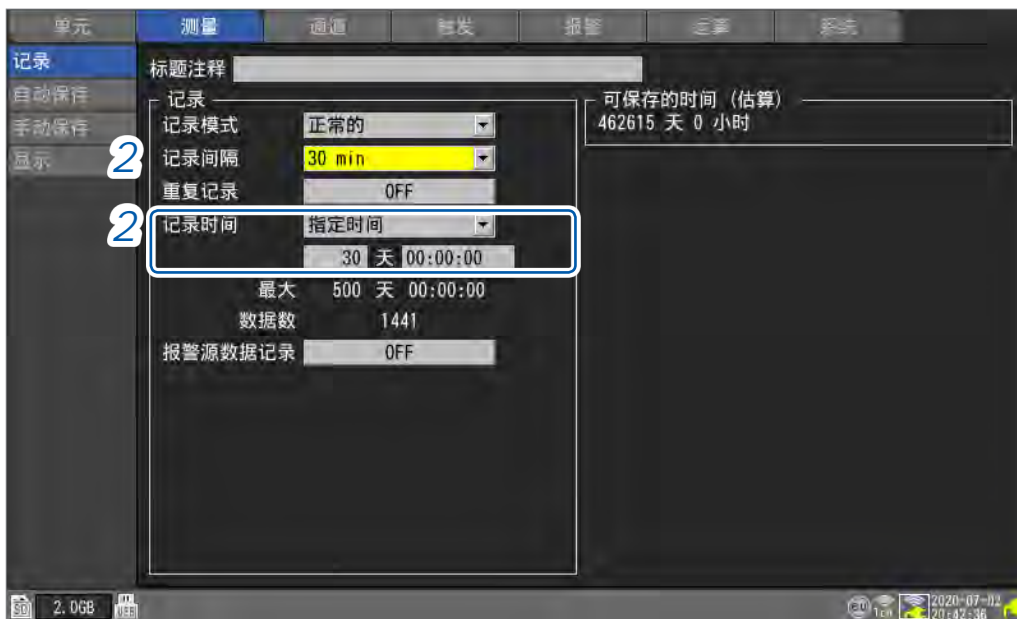 单元 测量 通道 触发 报警 运算 系统
记录
自动保存
手动保存
显示
标题注释
记录
记录模式 正常的
2 记录间隔 30 min
重复记录 OFF
2 记录时间 指定时间
30 天 00:00:00
最大 500 天 00:00:00
数据数 1441
报警源数据记录 OFF
可保存的时间 (估算)
462615 天 0 小时
SD 2.0GB USB
2020-07-02
20:42:36